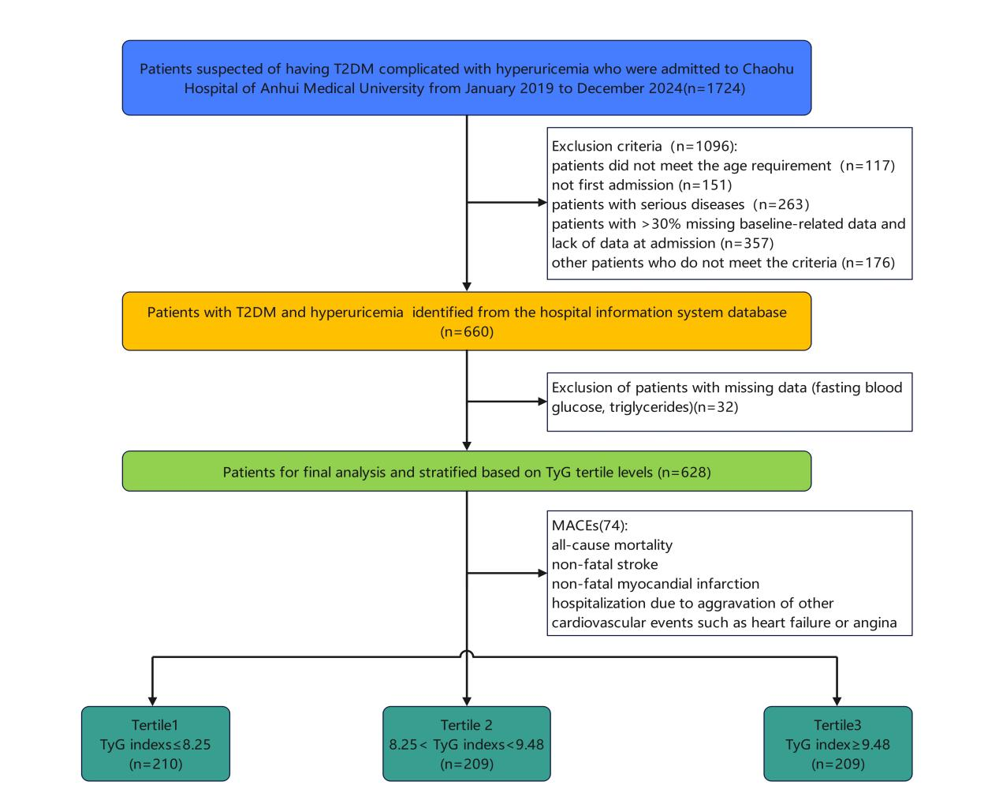 Patients suspected of having T2DM complicated with hyperuricemia who were admitted to Chaohu
Hospital of Anhui Medical University from January 2019 to December 2024(n=1724)
Exclusion criteria（n=1096):
patients did not meet the age requirement（n=117)
not first admission (n=151)
patients with serious diseases（n=263)
patients with >30% missing baseline-related data and
lack of data at admission (n=357)
other patients who do not meet the criteria (n=176)
Patients with T2DM and hyperuricemia  identified from the hospital information system database
(n=660)
Exclusion of patients with missing data (fasting blood
glucose, triglycerides)(n=32)
Patients for final analysis and stratified based on TyG tertile levels (n=628)
MACEs(74):
all-cause mortality
non-fatal stroke
non-fatal myocandial infarction
hospitalization due to aggravation of other
cardiovascular events such as heart failure or angina
Tertile1
TyG indexs≤8.25
(n=210)
Tertile 2
8.25< TyG indexs<9.48
(n=209)
Tertile3
TyG index≥9.48
(n=209)